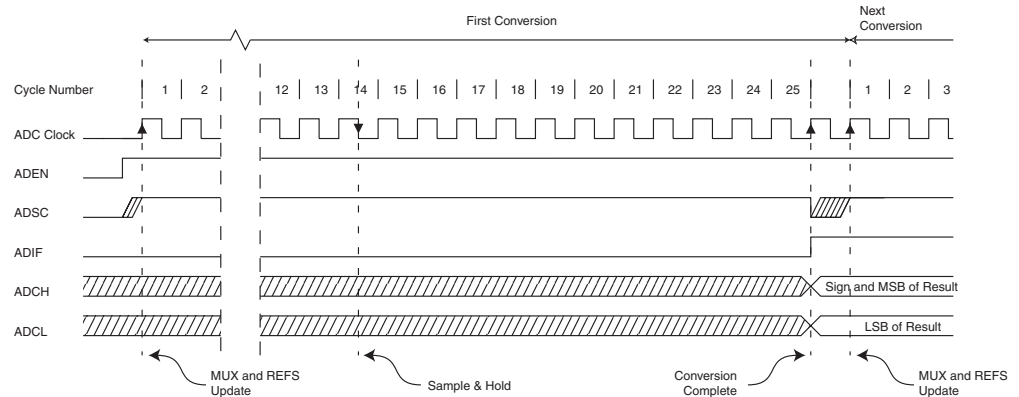 First Conversion
Next
Conversion
Cycle Number 1 2 12 13 14 15 16 17 18 19 20 21 22 23 24 25 1 2 3
ADC Clock
ADEN
ADSC
ADIF
ADCH
Sign and MSB of Result
ADCL
LSB of Result
MUX and REFS
Update
Sample & Hold
Conversion
Complete
MUX and REFS
Update